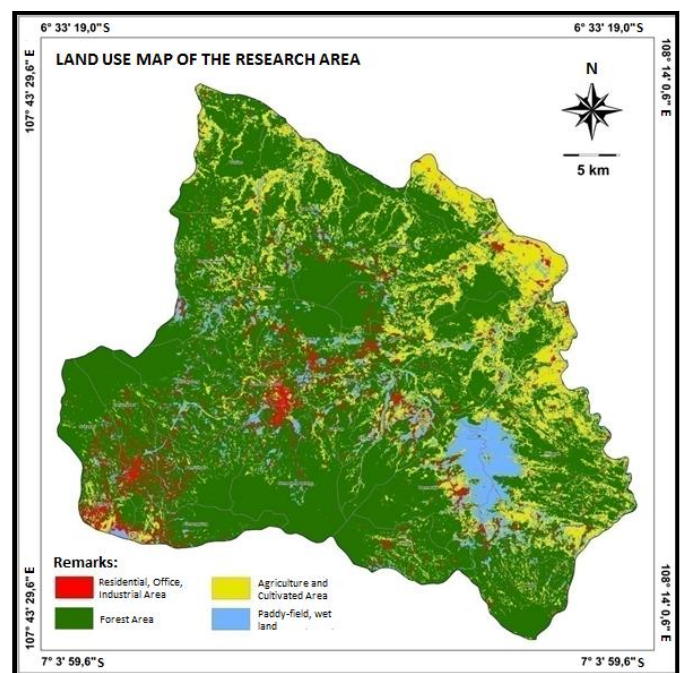 6° 33' 19,0"S
6° 33' 19,0"S
107° 43' 29,6" E
108° 14' 0,6" E
LAND USE MAP OF THE RESEARCH AREA
N
5 km
Remarks:
Residential, Office,
Industrial Area
Forest Area
Agriculture and
Cultivated Area
Paddy-field, wet
land
107° 43' 29,6" E
108° 14' 0,6" E
7° 3' 59,6"S
7° 3' 59,6"S